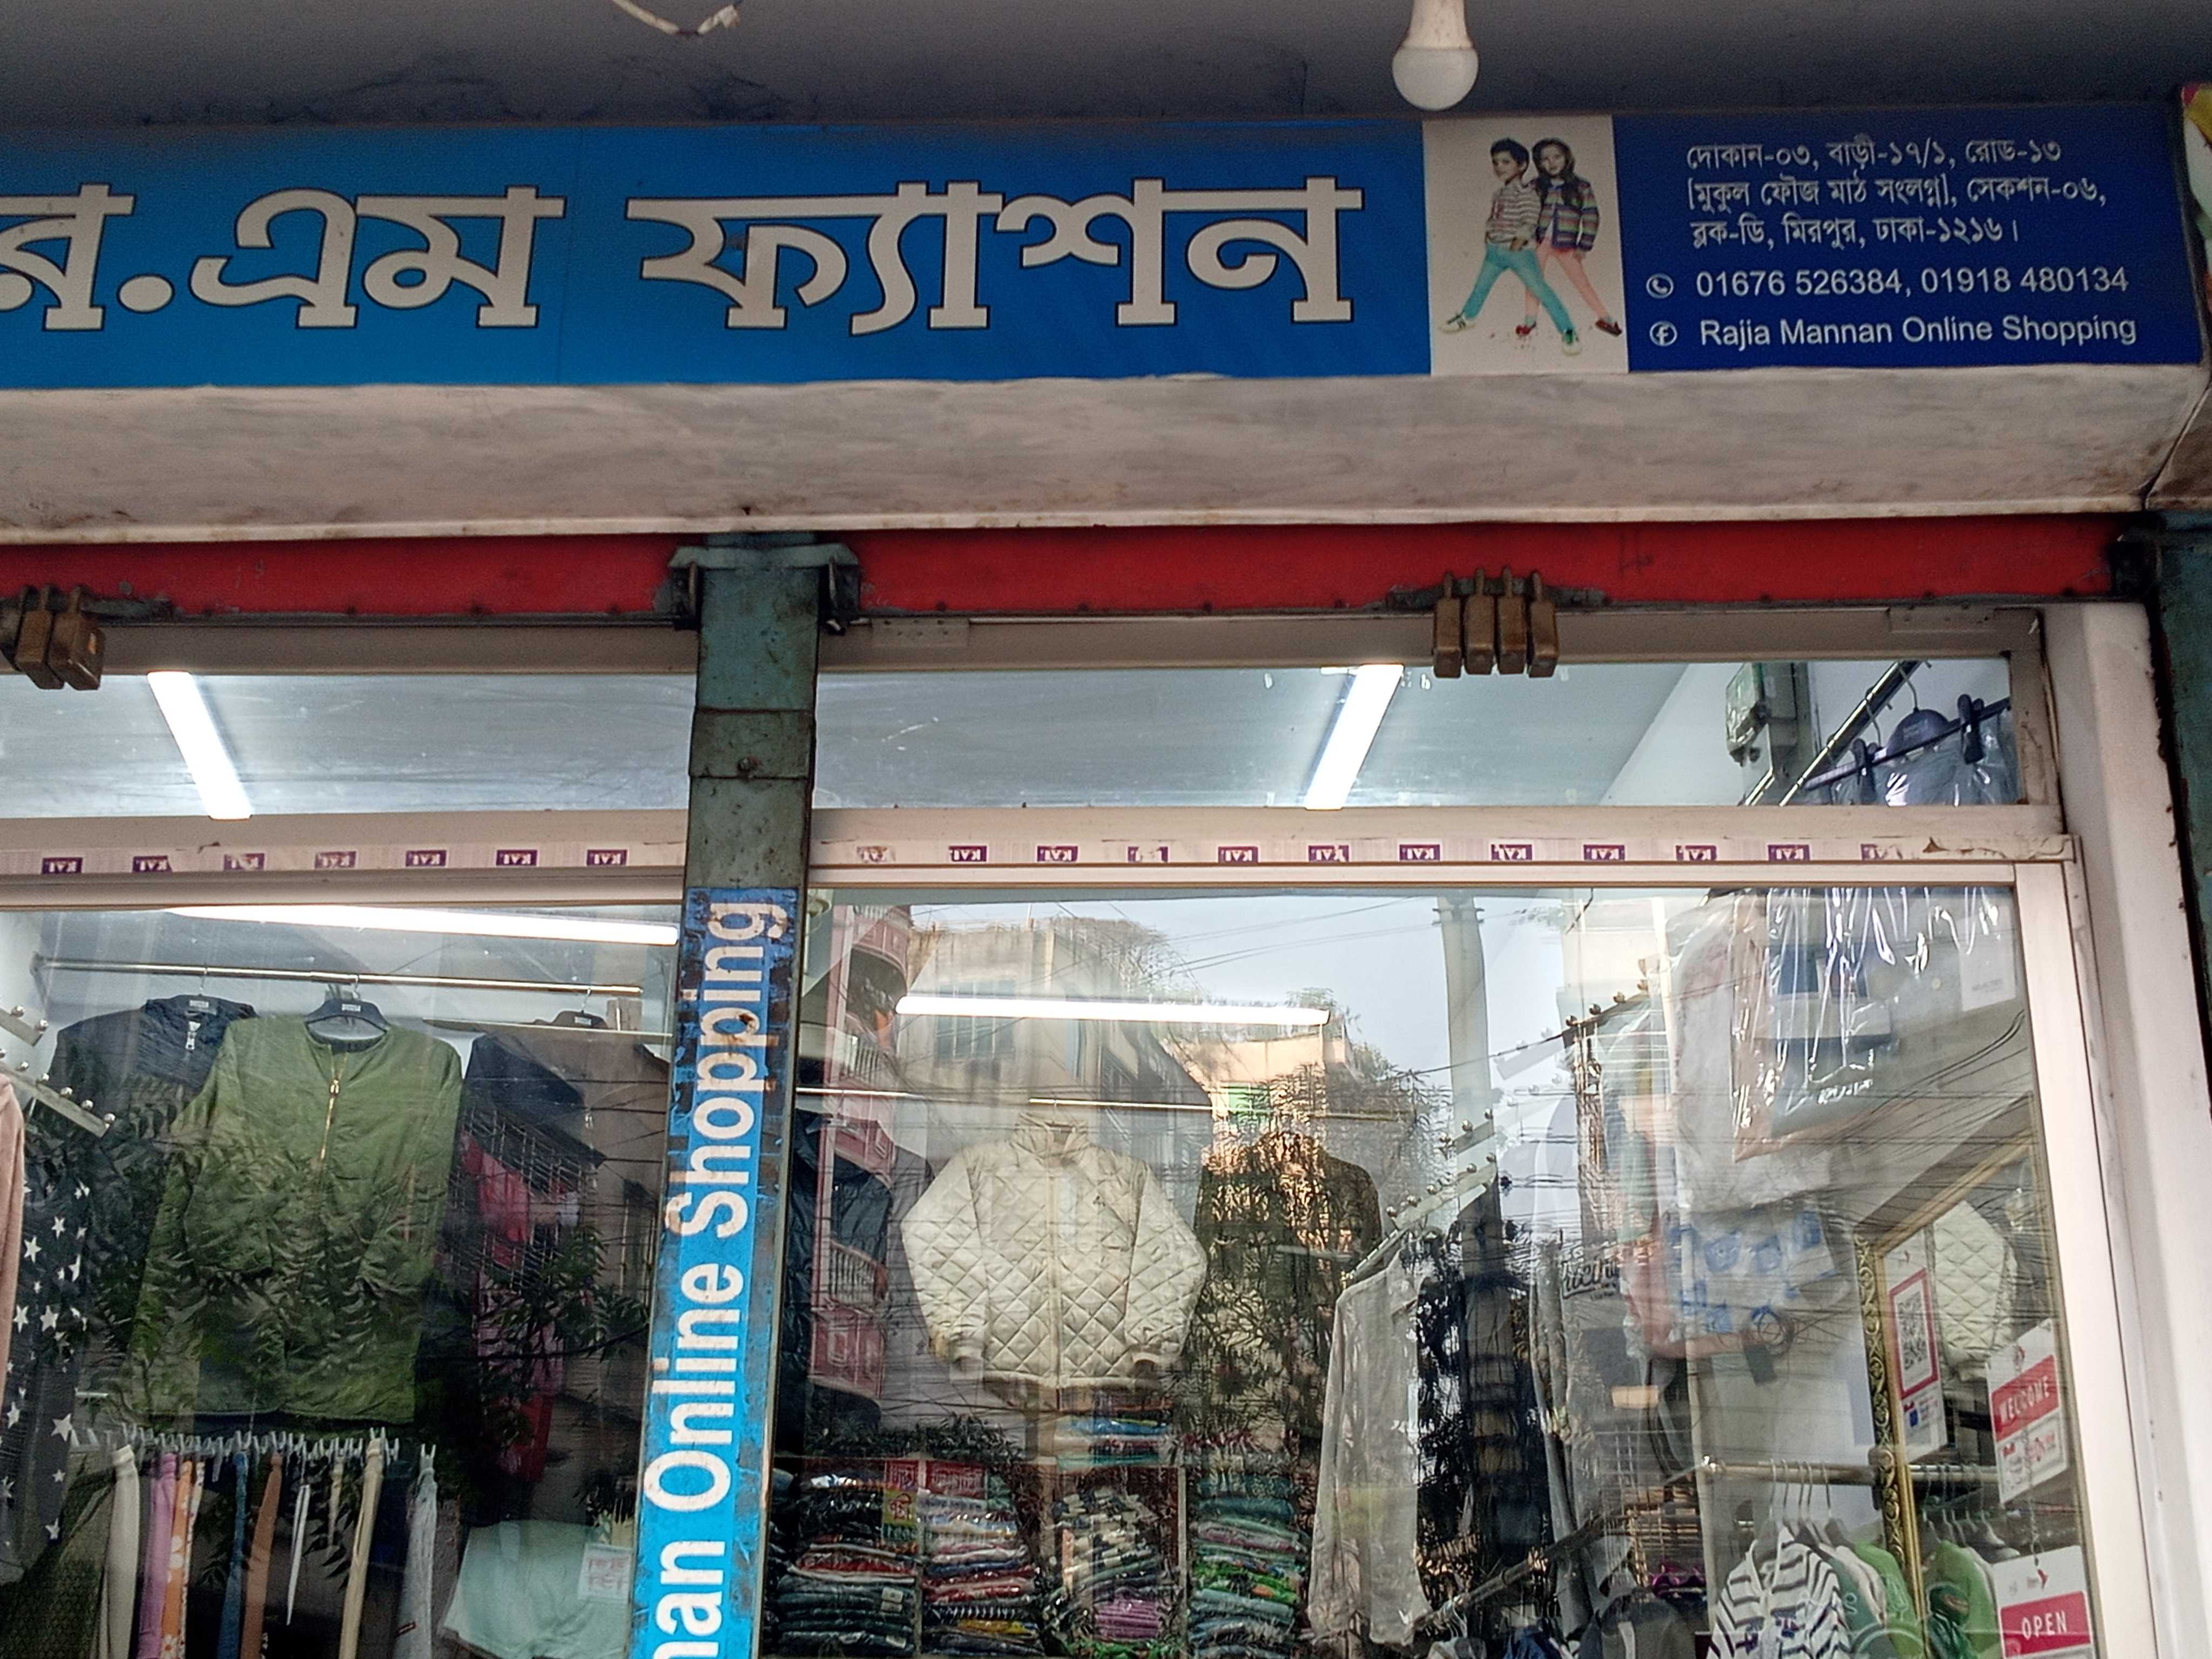 র.এম ফ্যাশন
দোকান-০৩, বাড়ী-১৭/১, রোড-১৩
[মুকুল ফৌজ মাঠ সংলগ্ন], সেকশন-০৬,
ব্লক-ডি, মিরপুর, ঢাকা-১২১৬।
01676 526384, 01918 480134
Rajia Mannan Online Shopping
nan Online Shopping
WELCOME
OPEN